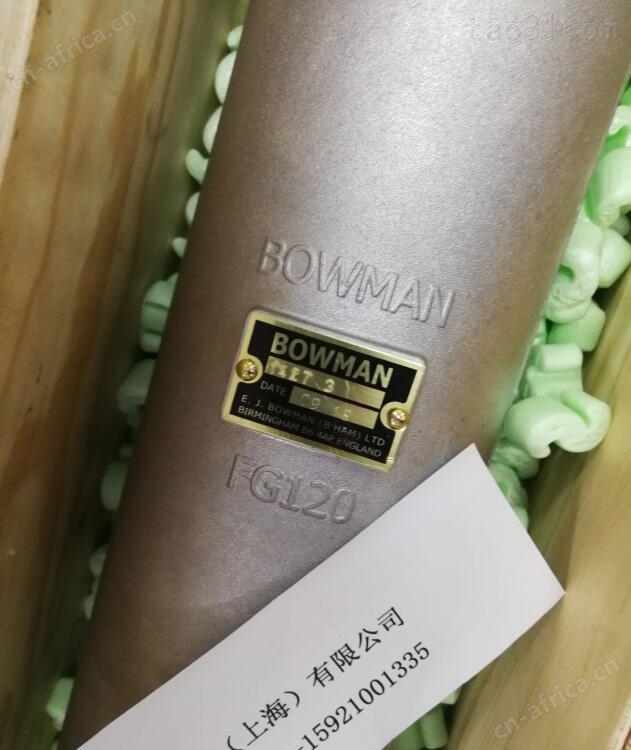 cn-africa.cn
BOWMAN
BOWMAN
DATE 09
E. J. BOWMAN (B'HAM) LTD
BIRMINGHAM B6 4AP ENGLAND
FG120
（上海）有限公司
-15921001335
cn-africa.cn